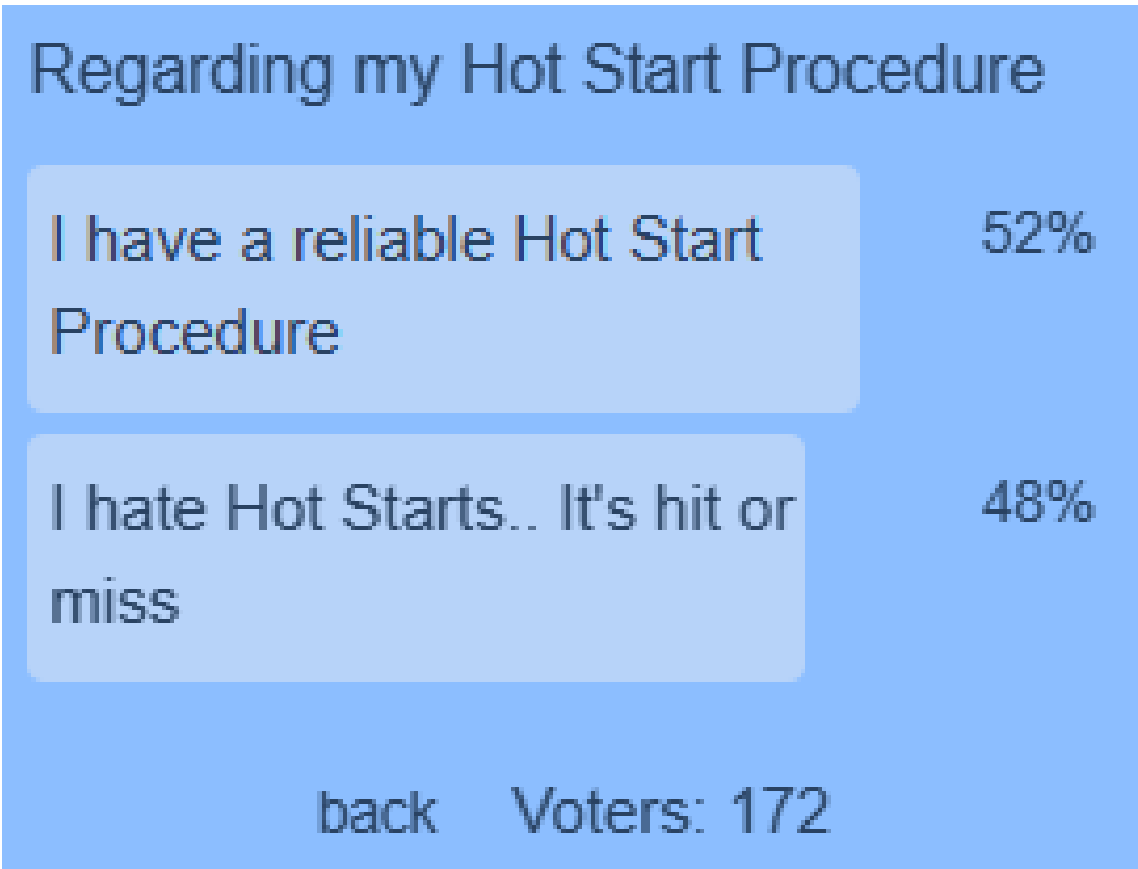 Regarding my Hot Start Procedure
I have a reliable Hot Start
Procedure
52%
I hate Hot Starts.. It's hit or
miss
48%
back Voters: 172